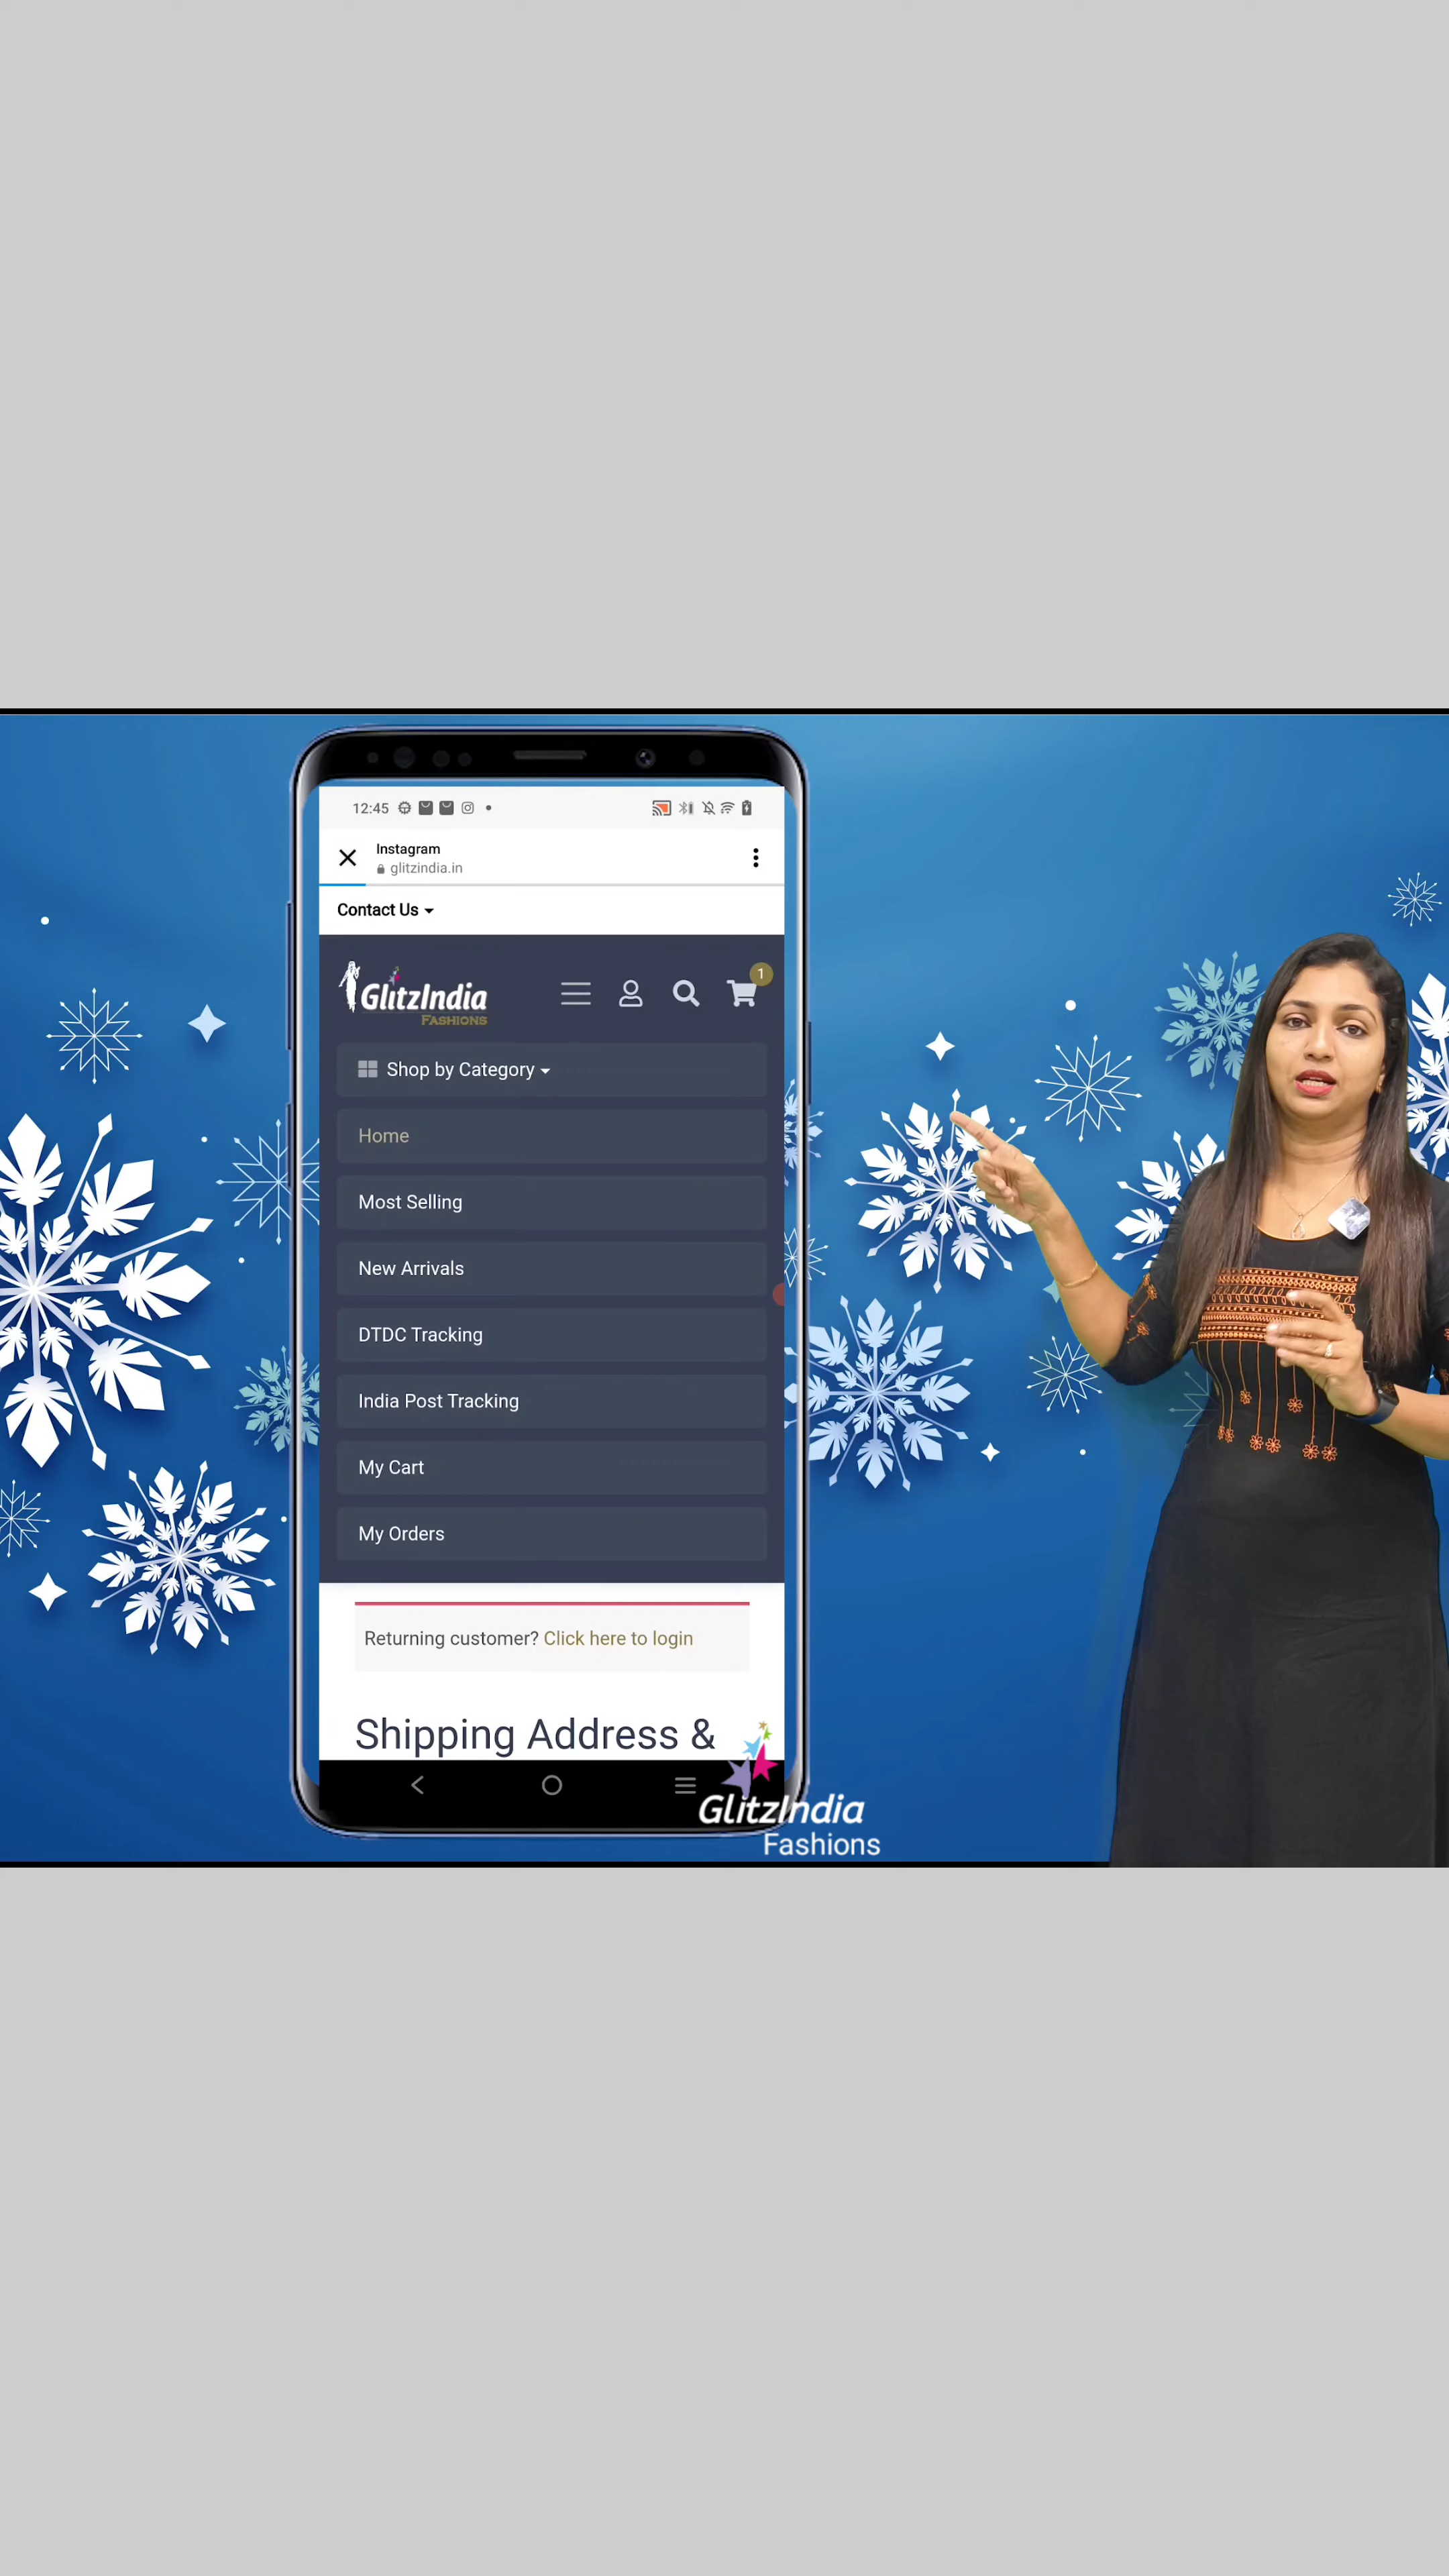 12:45
Instagram
glitzindia.in
Contact Us
GlitzIndia
FASHIONS
1
Shop by Category
Home
Most Selling
New Arrivals
DTDC Tracking
India Post Tracking
My Cart
My Orders
Returning customer? Click here to login
Shipping Address &
GlitzIndia
Fashions